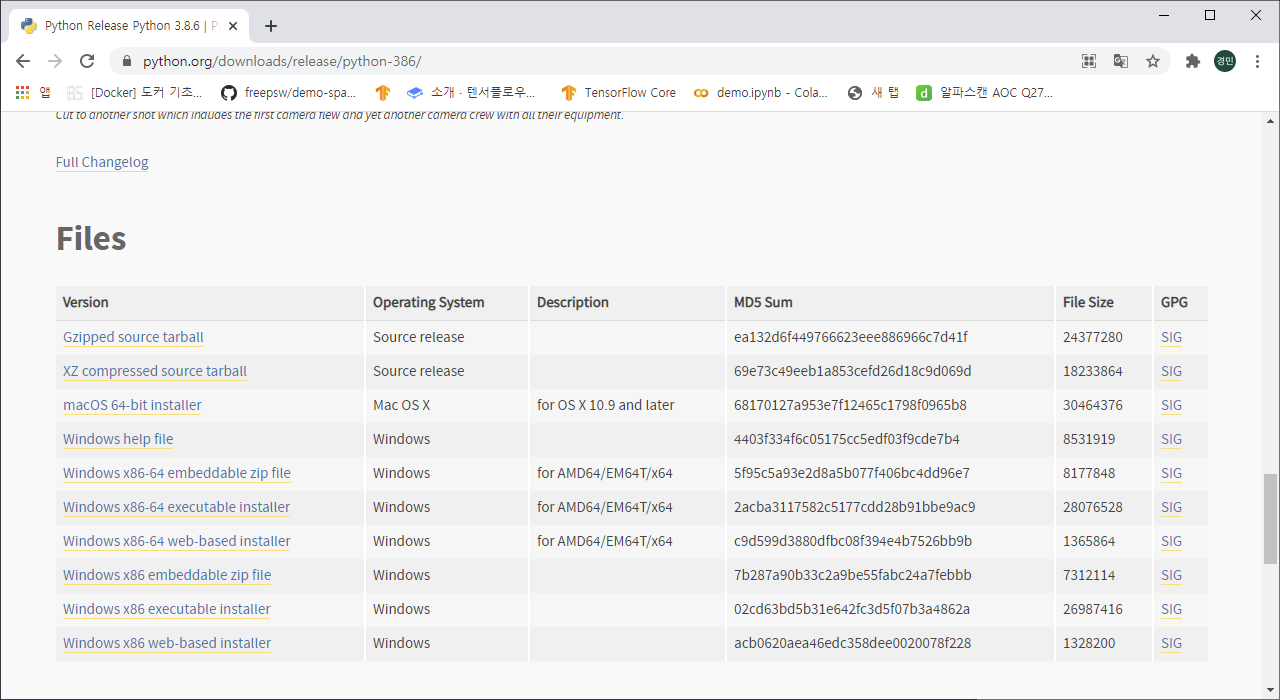 Python Release Python 3.8.6 | P
python.org/downloads/release/python-386/
경민
앱 [Docker] 도커 기초... freepsw/demo-spa... 소개 · 텐서플로우... TensorFlow Core demo.ipynb - Cola... 새 탭 d 알파스캔 AOC Q27...
Cut to another shot which includes the first camera flew and yet another camera crew with all their equipment.
Full Changelog
Files
Version Operating System Description MD5 Sum File Size GPG
Gzipped source tarball Source release ea132d6f449766623eee886966c7d41f 24377280 SIG
XZ compressed source tarball Source release 69e73c49eeb1a853cefd26d18c9d069d 18233864 SIG
macOS 64-bit installer Mac OS X for OS X 10.9 and later 68170127a953e7f12465c1798f0965b8 30464376 SIG
Windows help file Windows 4403f334f6c05175cc5edf03f9cde7b4 8531919 SIG
Windows x86-64 embeddable zip file Windows for AMD64/EM64T/x64 5f95c5a93e2d8a5b077f406bc4dd96e7 8177848 SIG
Windows x86-64 executable installer Windows for AMD64/EM64T/x64 2acba3117582c5177cdd28b91bbe9ac9 28076528 SIG
Windows x86-64 web-based installer Windows for AMD64/EM64T/x64 c9d599d3880dfbc08f394e4b7526bb9b 1365864 SIG
Windows x86 embeddable zip file Windows 7b287a90b33c2a9be55fabc24a7febbb 7312114 SIG
Windows x86 executable installer Windows 02cd63bd5b31e642fc3d5f07b3a4862a 26987416 SIG
Windows x86 web-based installer Windows acb0620aea46edc358dee0020078f228 1328200 SIG